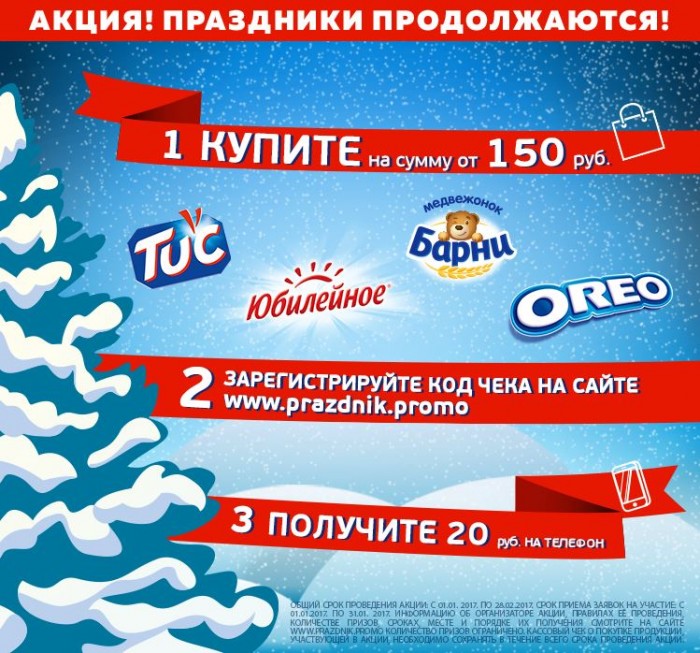 АКЦИЯ! ПРАЗДНИКИ ПРОДОЛЖАЮТСЯ!
1 КУПИТЕ на сумму от 150 руб.
TUC
Юбилейное®
медвежонок
Барни
OREO
2 ЗАРЕГИСТРИРУЙТЕ КОД ЧЕКА НА САЙТЕ
www.prazdnik.promo
3 ПОЛУЧИТЕ 20 руб. НА ТЕЛЕФОН
ОБЩИЙ СРОК ПРОВЕДЕНИЯ АКЦИИ: С 01.01. 2017. ПО 28.02.2017. СРОК ПРИЕМА ЗАЯВОК НА УЧАСТИЕ: С
01.01.2017. ПО 31.01. 2017. ИНФОРМАЦИЮ ОБ ОРГАНИЗАТОРЕ АКЦИИ, ПРАВИЛАХ ЕЁ ПРОВЕДЕНИЯ,
КОЛИЧЕСТВЕ ПРИЗОВ СРОКАХ, МЕСТЕ И ПОРЯДКЕ ИХ ПОЛУЧЕНИЯ СМОТРИТЕ НА САЙТЕ
WWW.PRAZDNIK.PROMO КОЛИЧЕСТВО ПРИЗОВ ОГРАНИЧЕНО. КАССОВЫЙ ЧЕК О ПОКУПКЕ ПРОДУКЦИИ,
УЧАСТВУЮЩЕЙ В АКЦИИ, НЕОБХОДИМО СОХРАНЯТЬ В ТЕЧЕНИЕ ВСЕГО СРОКА ПРОВЕДЕНИЯ АКЦИИ.